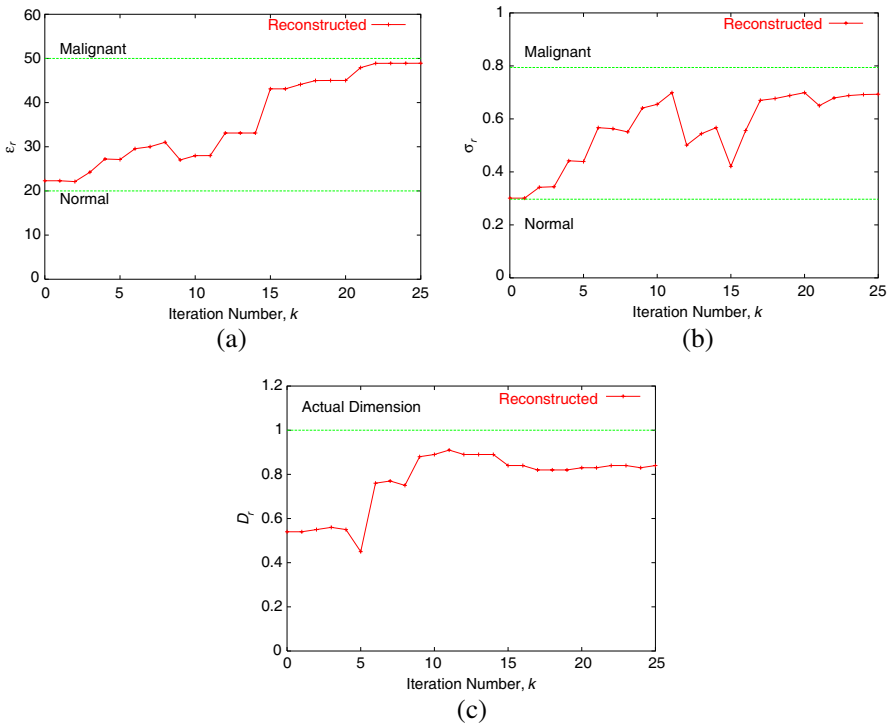 60
50
40
30
20
10
0
0 5 10 15 20 25
ε_r
Iteration Number, k
Reconstructed
Malignant
Normal
(a)
1
0.8
0.6
0.4
0.2
0
0 5 10 15 20 25
σ_r
Iteration Number, k
Reconstructed
Malignant
Normal
(b)
1.2
1
0.8
0.6
0.4
0.2
0
0 5 10 15 20 25
D_r
Iteration Number, k
Actual Dimension
Reconstructed
(c)